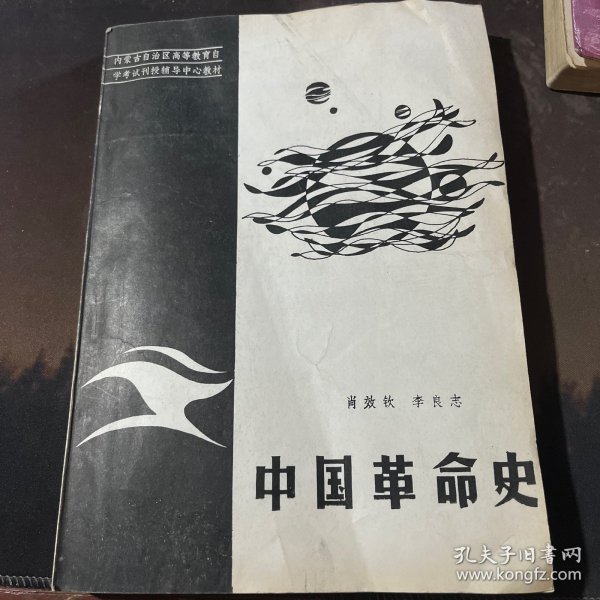 内蒙古自治区高等教育自
学考试刊授辅导中心教材
肖效钦 李良志
中国革命史
孔夫子旧书网
www.kongfz.com